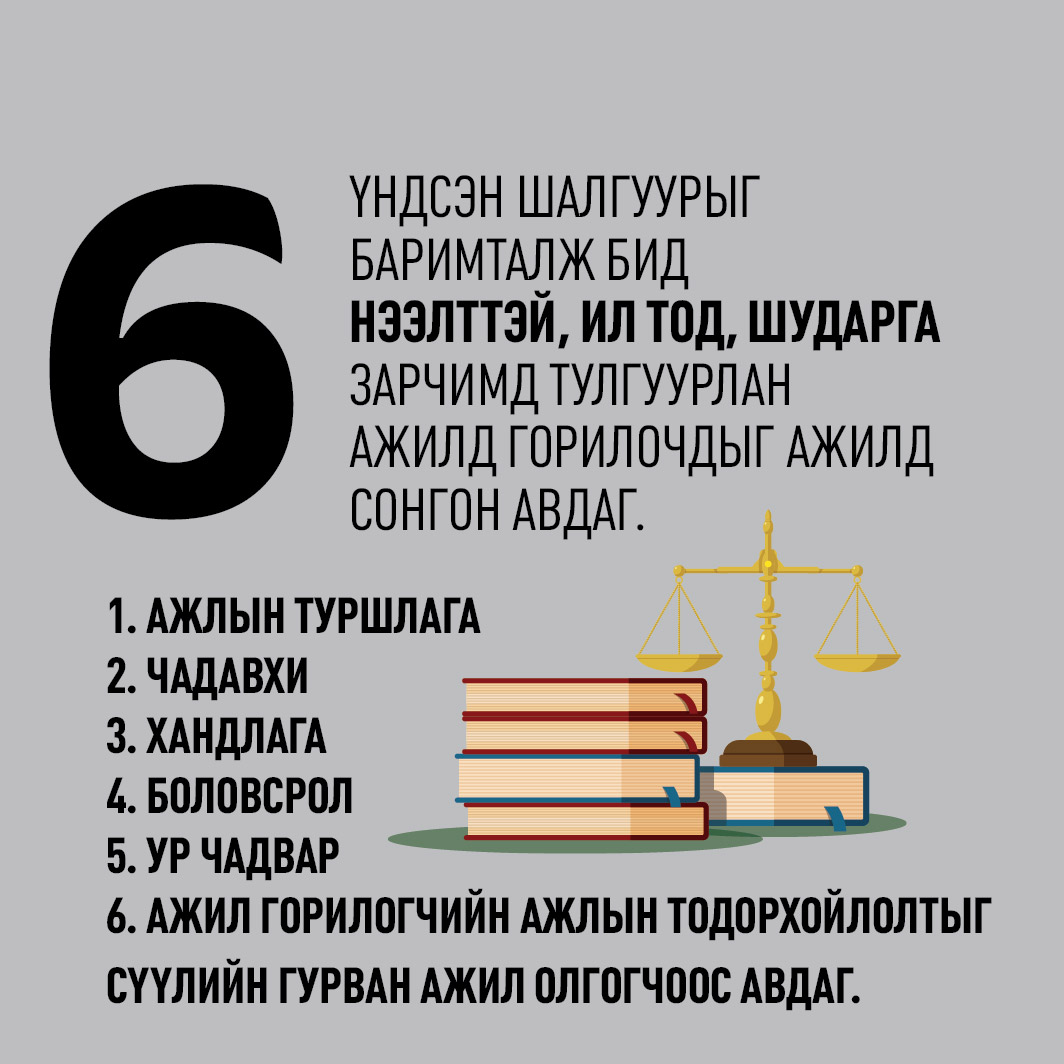 6
ҮНДСЭН ШАЛГУУРЫГ
БАРИМТАЛЖ БИД
НЭЭЛТТЭЙ, ИЛ ТОД, ШУДАРГА
ЗАРЧИМД ТУЛГУУРЛАН
АЖИЛД ГОРИЛОЧДЫГ АЖИЛД
СОНГОН АВДАГ.
1. АЖЛЫН ТУРШЛАГА
2. ЧАДАВХИ
3. ХАНДЛАГА
4. БОЛОВСРОЛ
5. УР ЧАДВАР
6. АЖИЛ ГОРИЛОГЧИЙН АЖЛЫН ТОДОРХОЙЛОЛТЫГ
СҮҮЛИЙН ГУРВАН АЖИЛ ОЛГОГЧООС АВДАГ.